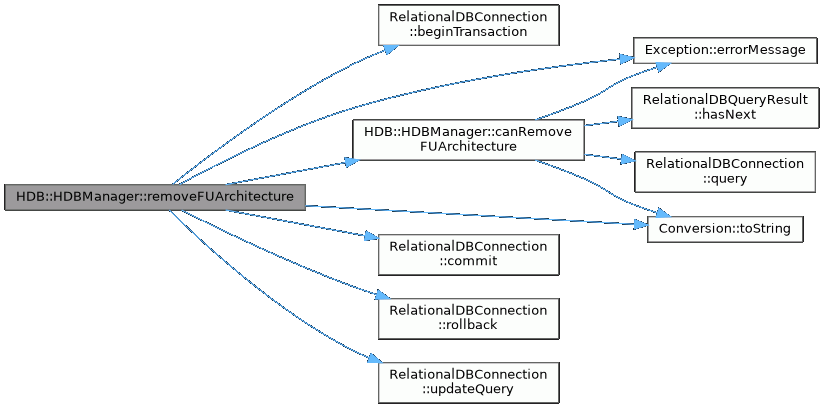 RelationalDBConnection
::beginTransaction
Exception::errorMessage
RelationalDBQueryResult
::hasNext
HDB::HDBManager::canRemove
FUArchitecture
RelationalDBConnection
::query
HDB::HDBManager::removeFUArchitecture
Conversion::toString
RelationalDBConnection
::commit
RelationalDBConnection
::rollback
RelationalDBConnection
::updateQuery